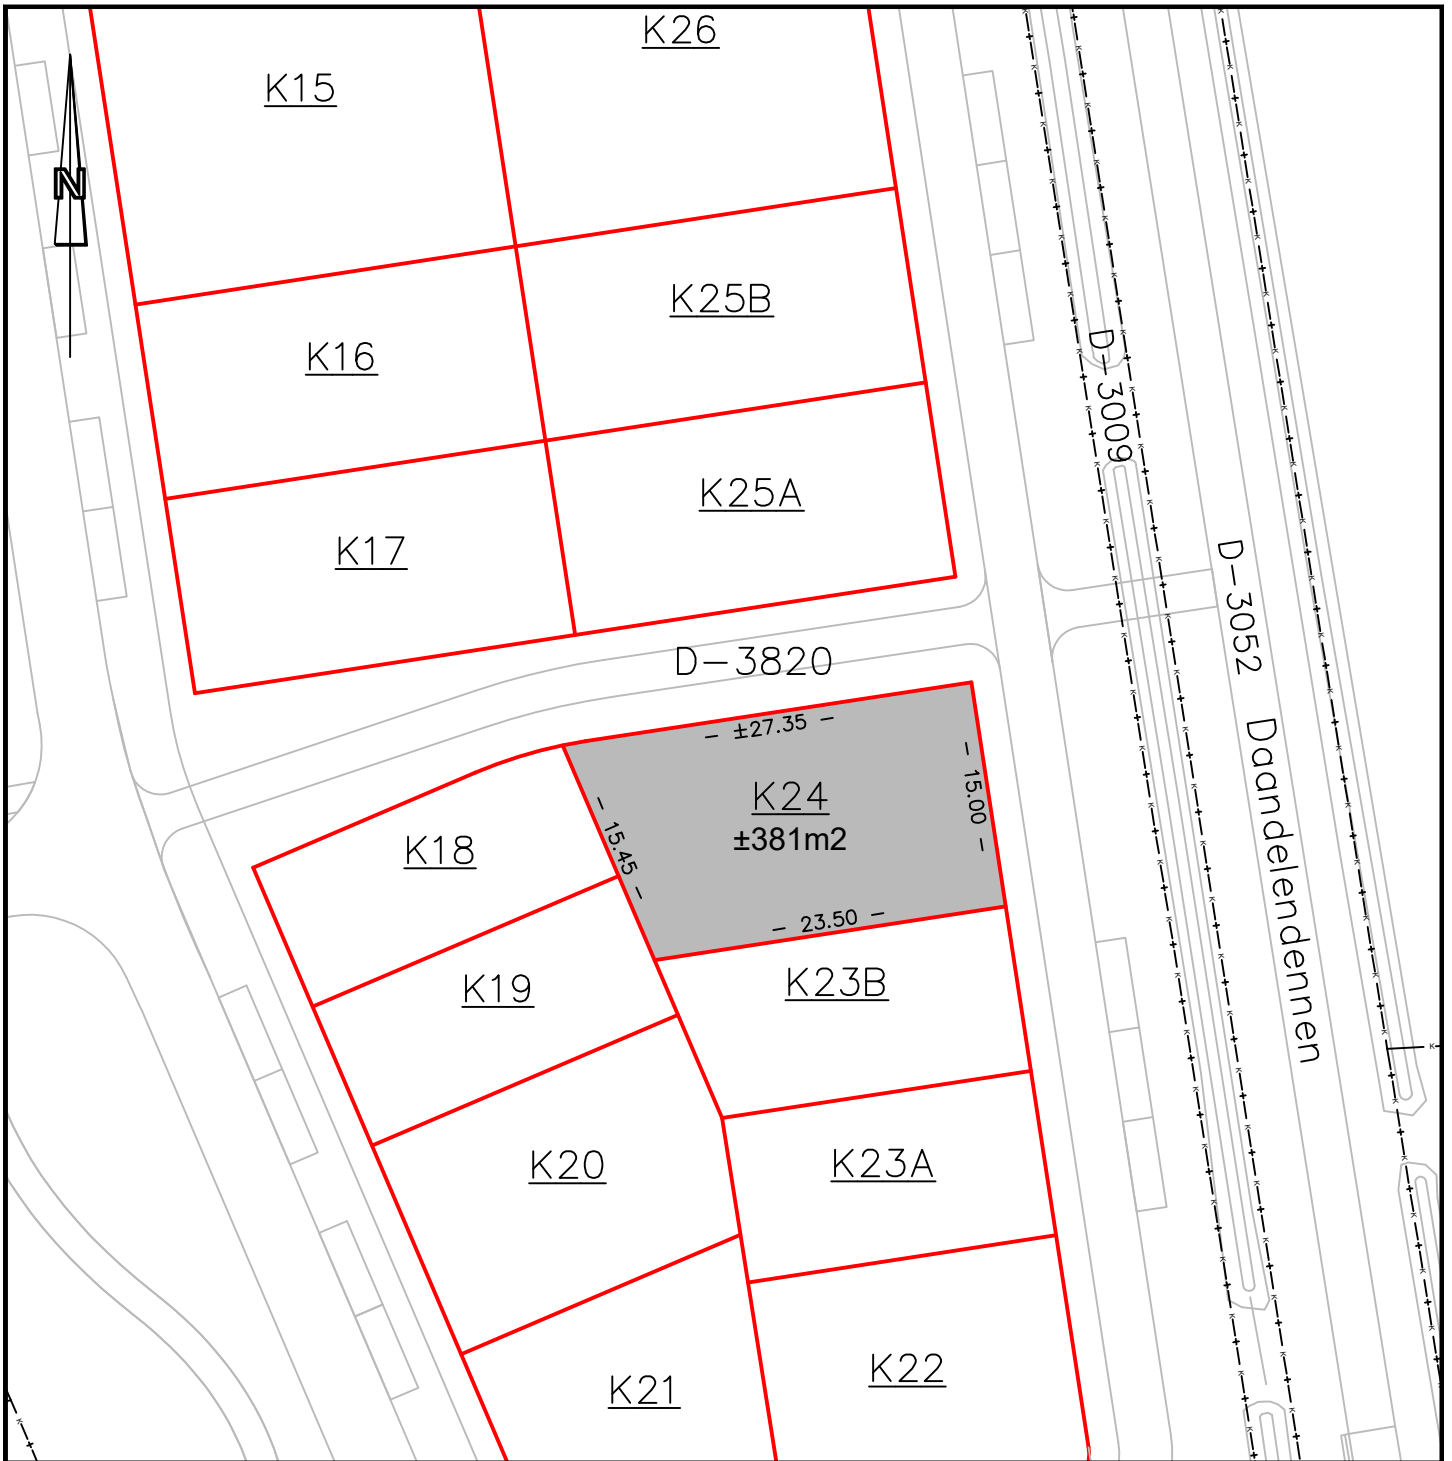 K26
K15
N
K25B
K16
D-3009
K25A
K17
D-3052 Daandelendennen
D-3820
- ±27.35 -
- 15.00 -
K24
±381m2
- 15.45 -
K18
- 23.50 -
K23B
K19
K23A
K20
K22
K21